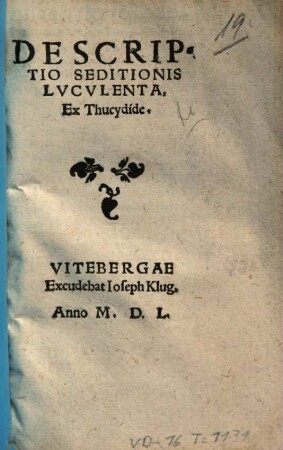 19.
DESCRIP-
TIO SEDITIONIS
LVCVLENTA,
Ex Thucydide.
VITEBERGAE
Excudebat Ioseph Klug.
Anno M. D. L.
VD-16 T-1131